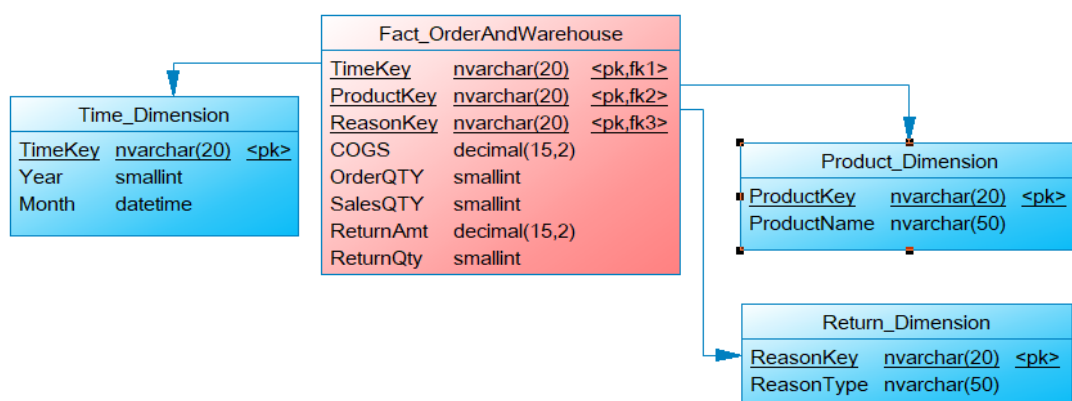 Fact_OrderAndWarehouse
TimeKey nvarchar(20) <pk,fk1>
ProductKey nvarchar(20) <pk,fk2>
ReasonKey nvarchar(20) <pk,fk3>
COGS decimal(15,2)
OrderQTY smallint
SalesQTY smallint
ReturnAmt decimal(15,2)
ReturnQty smallint
Time_Dimension
TimeKey nvarchar(20) <pk>
Year smallint
Month datetime
Product_Dimension
ProductKey nvarchar(20) <pk>
ProductName nvarchar(50)
Return_Dimension
ReasonKey nvarchar(20) <pk>
ReasonType nvarchar(50)